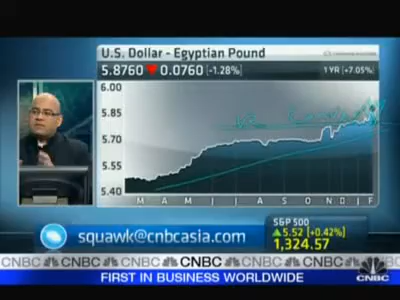 U.S. Dollar - Egyptian Pound
5.8760 ▼ 0.0760 [-1.28%] 1 YR [+7.05%]
6.00
5.85
5.70
5.55
5.40
M A M J J A S O N D J F
squawk@cnbcasia.com
S&P 500
▲ 5.52 [+0.42%]
1,324.57
CNBC CNBC CNBC CNBC CNBC CNBC CNBC
FIRST IN BUSINESS WORLDWIDE
CNBC